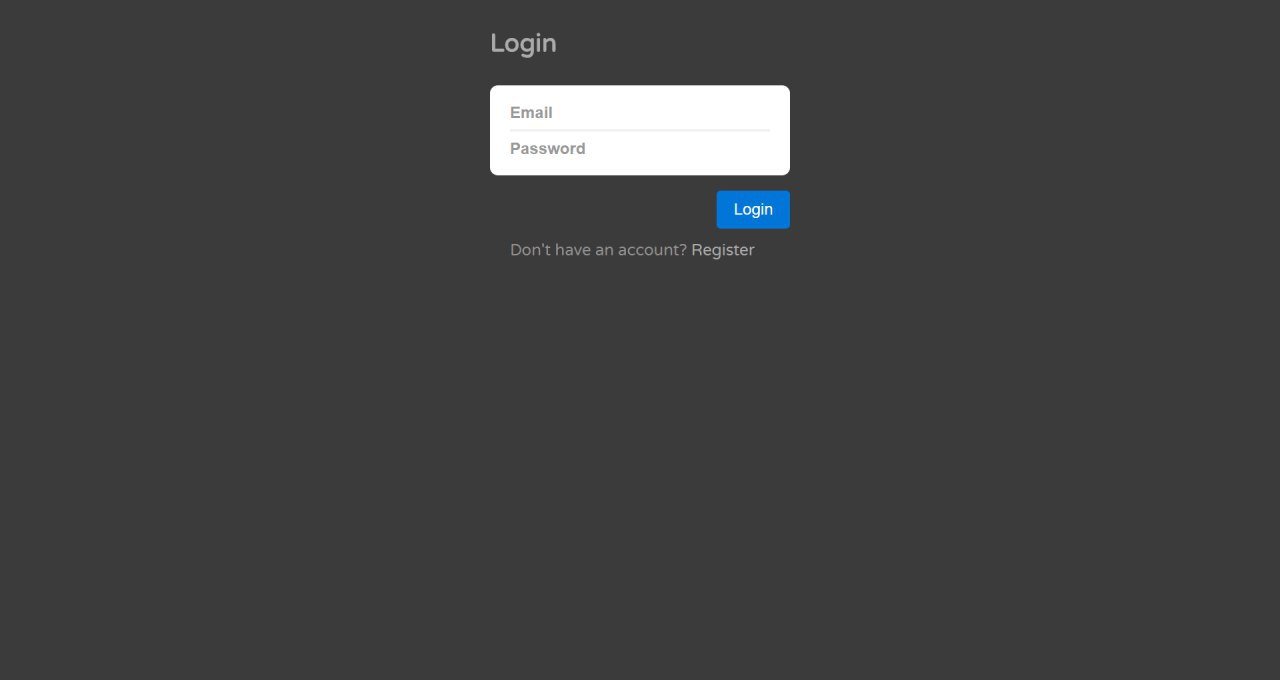 Login
Email
Password
Login
Don't have an account? Register